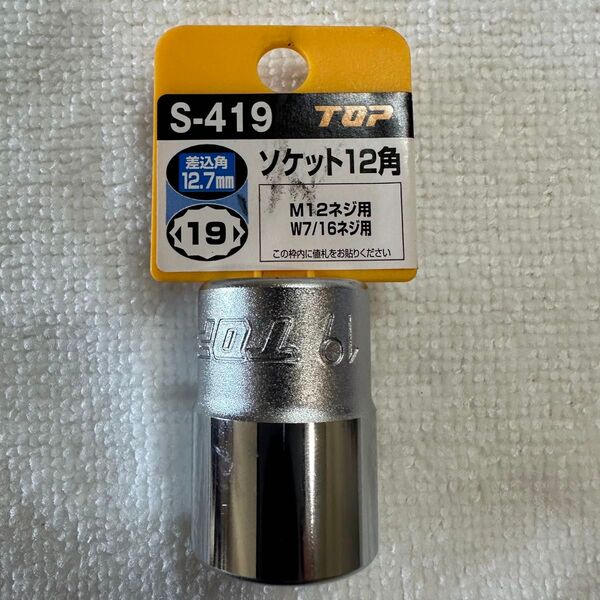 S-419 TOP
差込角
12.7mm
ソケット12角
19
M12ネジ用
W7/16ネジ用
この枠内に値札をお貼りください
TOP 19